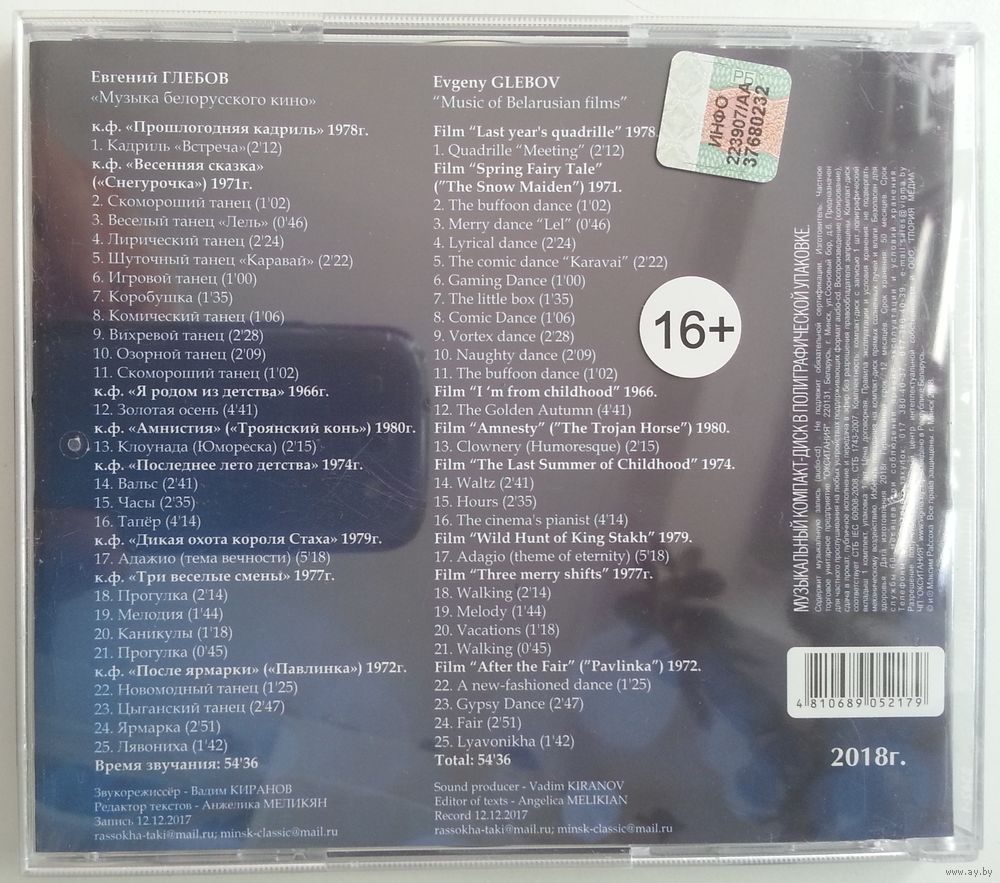 Евгений ГЛЕБОВ
«Музыка белорусского кино»
к.ф. «Прошлогодняя кадриль» 1978г.
1. Кадриль «Встреча»(2'12)
к.ф. «Весенняя сказка»
(«Снегурочка») 1971г.
2. Скомороший танец (1'02)
3. Веселый танец «Лель» (0'46)
4. Лирический танец (2'24)
5. Шуточный танец «Каравай» (2'22)
6. Игровой танец (1'00)
7. Коробушка (1'35)
8. Комический танец (1'06)
9. Вихревой танец (2'28)
10. Озорной танец (2'09)
11. Скомороший танец (1'02)
к.ф. «Я родом из детства» 1966г.
12. Золотая осень (4'41)
к.ф. «Амнистия» («Троянский конь») 1980г.
13. Клоунада (Юмореска) (2'15)
к.ф. «Последнее лето детства» 1974г.
14. Вальс (2'41)
15. Часы (2'35)
16. Тапёр (4'14)
к.ф. «Дикая охота короля Стаха» 1979г.
17. Адажио (тема вечности) (5'18)
к.ф. «Три веселые смены» 1977г.
18. Прогулка (2'14)
19. Мелодия (1'44)
20. Каникулы (1'18)
21. Прогулка (0'45)
к.ф. «После ярмарки» («Павлинка») 1972г.
22. Новомодный танец (1'25)
23. Цыганский танец (2'47)
24. Ярмарка (2'51)
25. Лявониха (1'42)
Время звучания: 54'36
Звукорежиссёр - Вадим КИРАНОВ
Редактор текстов - Анжелика МЕЛИКЯН
Запись 12.12.2017
rassokha-taki@mail.ru; minsk-classic@mail.ru
Evgeny GLEBOV
“Music of Belarusian films”
Film “Last year's quadrille” 1978.
1. Quadrille “Meeting” (2'12)
Film “Spring Fairy Tale”
(”The Snow Maiden”) 1971.
2. The buffoon dance (1'02)
3. Merry dance “Lel” (0'46)
4. Lyrical dance (2'24)
5. The comic dance “Karavai” (2'22)
6. Gaming Dance (1'00)
7. The little box (1'35)
8. Comic Dance (1'06)
9. Vortex dance (2'28)
10. Naughty dance (2'09)
11. The buffoon dance (1'02)
Film “I 'm from childhood” 1966.
12. The Golden Autumn (4'41)
Film “Amnesty” (”The Trojan Horse”) 1980.
13. Clownery (Humoresque) (2'15)
Film “The Last Summer of Childhood” 1974.
14. Waltz (2'41)
15. Hours (2'35)
16. The cinema's pianist (4'14)
Film “Wild Hunt of King Stakh” 1979.
17. Adagio (theme of eternity) (5'18)
Film “Three merry shifts” 1977г.
18. Walking (2'14)
19. Melody (1'44)
20. Vacations (1'18)
21. Walking (0'45)
Film “After the Fair” (”Pavlinka”) 1972.
22. A new-fashioned dance (1'25)
23. Gypsy Dance (2'47)
24. Fair (2'51)
25. Lyavonikha (1'42)
Total: 54'36
Sound producer - Vadim KIRANOV
Editor of texts - Angelica MELIKIAN
Record 12.12.2017
rassokha-taki@mail.ru; minsk-classic@mail.ru
РБ
ИНФО
223907/АА
37680232
16+
МУЗЫКАЛЬНЫЙ КОМПАКТ-ДИСК В ПОЛИГРАФИЧЕСКОЙ УПАКОВКЕ.
4 810689 052179
2018г.
www.ay.by